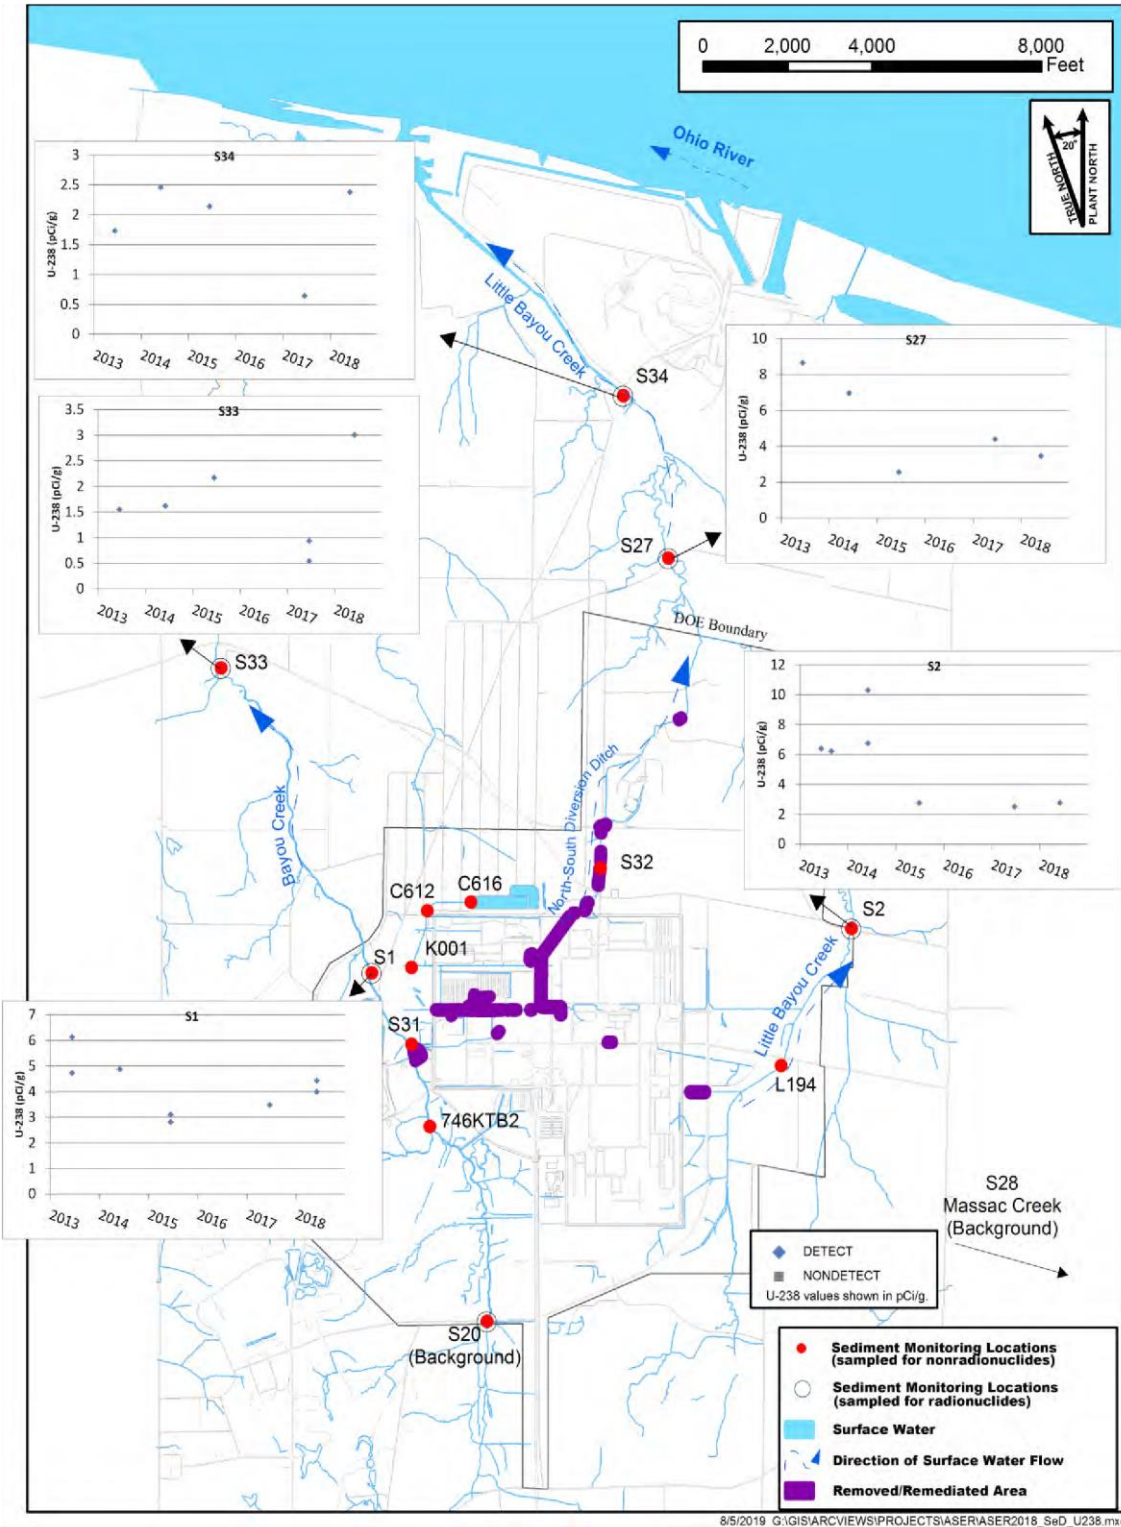 0 2,000 4,000 8,000
Feet
TRUE NORTH
20°
PLANT NORTH
Ohio River
S34
U-238 (pCi/g)
3
2.5
2
1.5
1
0.5
0
2013 2014 2015 2016 2017 2018
Little Bayou Creek
S34
S27
U-238 (pCi/g)
10
8
6
4
2
0
2013 2014 2015 2016 2017 2018
S33
U-238 (pCi/g)
3.5
3
2.5
2
1.5
1
0.5
0
2013 2014 2015 2016 2017 2018
S27
DOE Boundary
S33
S2
U-238 (pCi/g)
12
10
8
6
4
2
0
2013 2014 2015 2016 2017 2018
Bayou Creek
North-South Diversion Ditch
S32
C616
C612
S2
K001
S1
Little Bayou Creek
S1
U-238 (pCi/g)
7
6
5
4
3
2
1
0
2013 2014 2015 2016 2017 2018
S31
L194
746KTB2
S28
Massac Creek
(Background)
DETECT
NONDETECT
U-238 values shown in pCi/g.
S20
(Background)
Sediment Monitoring Locations
(sampled for nonradionuclides)
Sediment Monitoring Locations
(sampled for radionuclides)
Surface Water
Direction of Surface Water Flow
Removed/Remediated Area
8/5/2019 G:\GIS\ARCVIEWS\PROJECTS\ASER\ASER2018_SeD_U238.mx